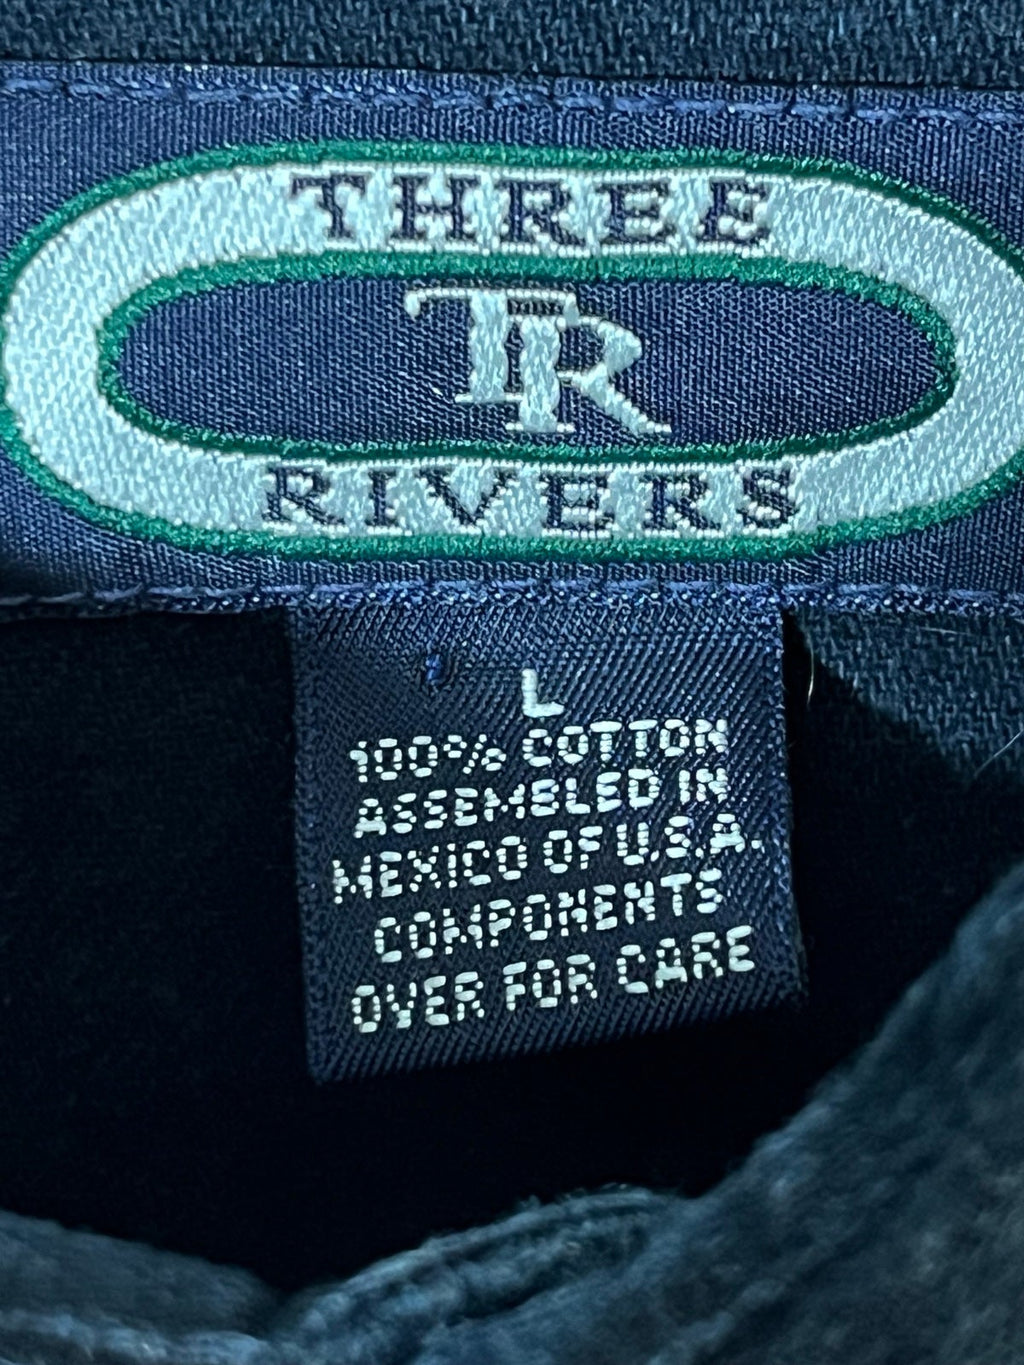 THREE
TR
RIVERS
L
100% COTTON
ASSEMBLED IN
MEXICO OF U.S.A.
COMPONENTS
OVER FOR CARE